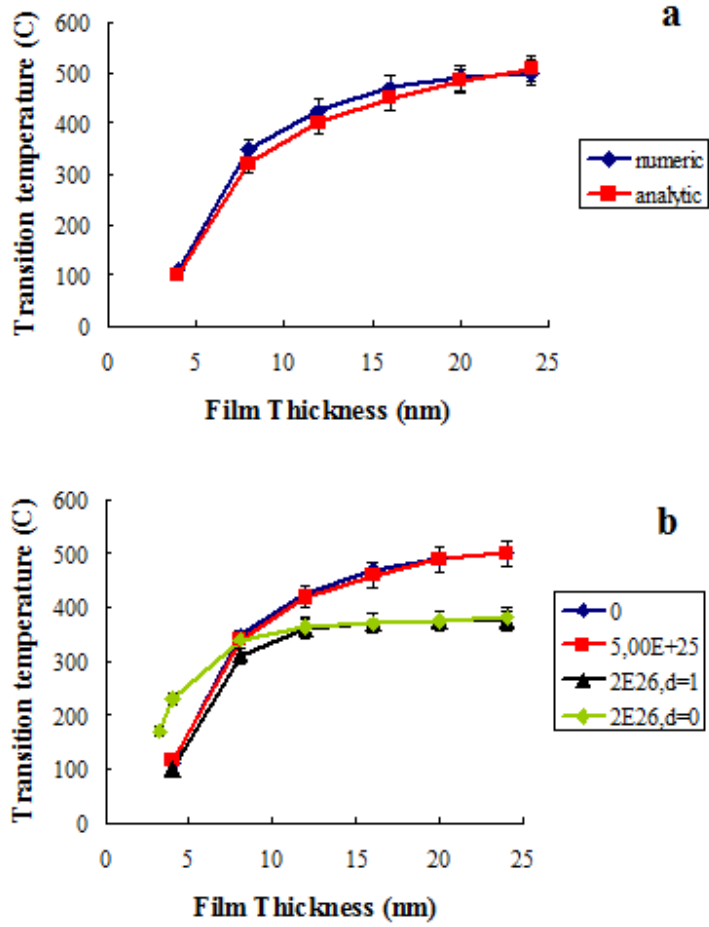 a
Transition temperature (C)
600
500
400
300
200
100
0
0 5 10 15 20 25
Film Thickness (nm)
numeric
analytic
b
Transition temperature (C)
600
500
400
300
200
100
0
0 5 10 15 20 25
Film Thickness (nm)
0
5,00E+25
2E26,d=1
2E26,d=0